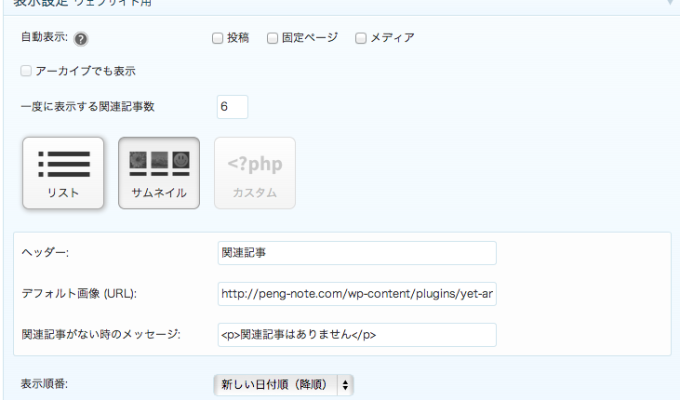 表示設定 ウェブサイト用
自動表示: ? 投稿 固定ページ メディア
アーカイブでも表示
一度に表示する関連記事数 6
<?php
リスト サムネイル カスタム
ヘッダー: 関連記事
デフォルト画像 (URL): http://peng-note.com/wp-content/plugins/yet-ar
関連記事がない時のメッセージ: <p>関連記事はありません</p>
表示順番: 新しい日付順（降順）